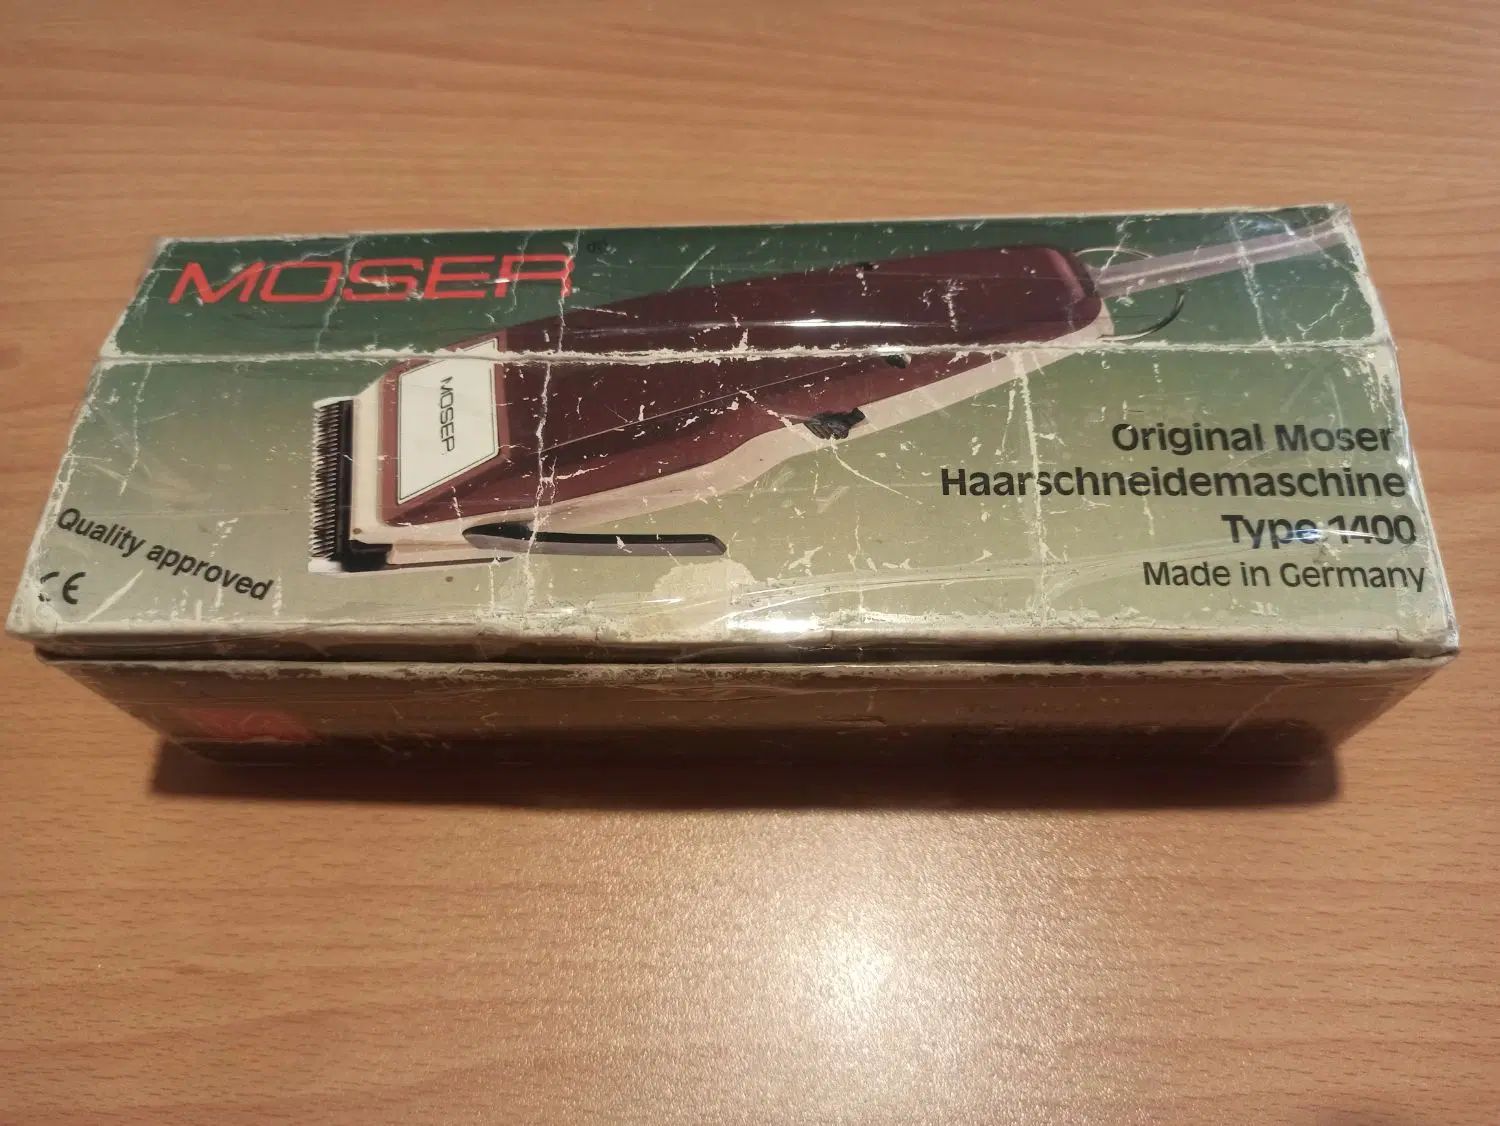 MOSER
MOSER
Original Moser
Haarschneidemaschine
Type 1400
Made in Germany
Quality approved
CE